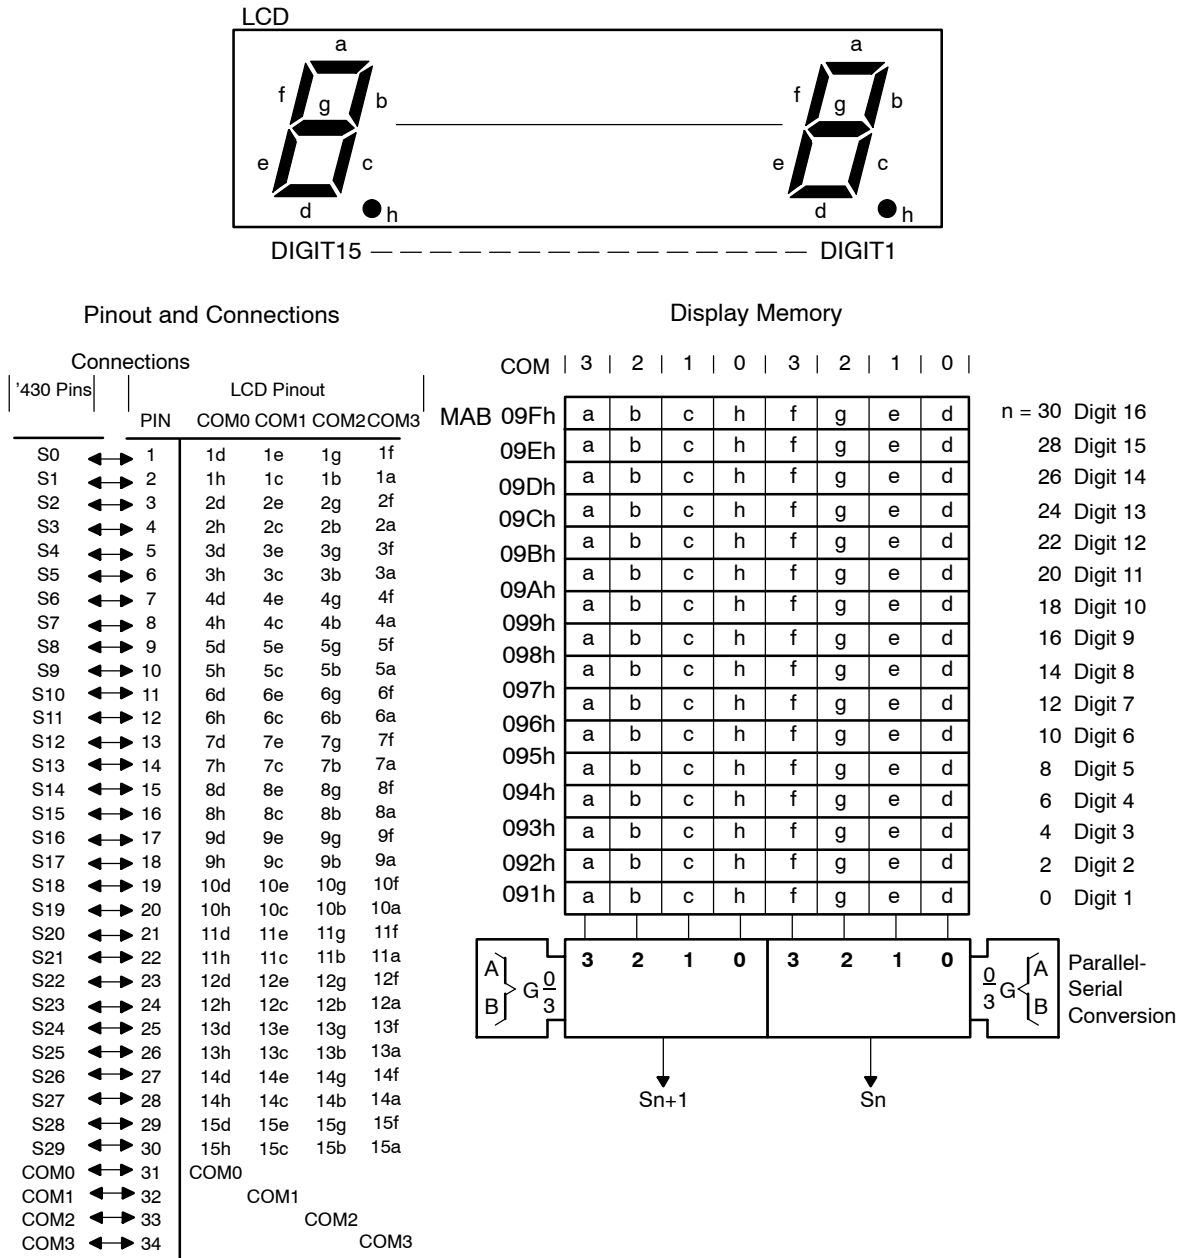 LCD
a a
f g b f g b
e c e c
d h d h
DIGIT15 DIGIT1
Pinout and Connections
Connections
'430 Pins LCD Pinout
PIN COM0 COM1 COM2 COM3
S0 1 1d 1e 1g 1f
S1 2 1h 1c 1b 1a
S2 3 2d 2e 2g 2f
S3 4 2h 2c 2b 2a
S4 5 3d 3e 3g 3f
S5 6 3h 3c 3b 3a
S6 7 4d 4e 4g 4f
S7 8 4h 4c 4b 4a
S8 9 5d 5e 5g 5f
S9 10 5h 5c 5b 5a
S10 11 6d 6e 6g 6f
S11 12 6h 6c 6b 6a
S12 13 7d 7e 7g 7f
S13 14 7h 7c 7b 7a
S14 15 8d 8e 8g 8f
S15 16 8h 8c 8b 8a
S16 17 9d 9e 9g 9f
S17 18 9h 9c 9b 9a
S18 19 10d 10e 10g 10f
S19 20 10h 10c 10b 10a
S20 21 11d 11e 11g 11f
S21 22 11h 11c 11b 11a
S22 23 12d 12e 12g 12f
S23 24 12h 12c 12b 12a
S24 25 13d 13e 13g 13f
S25 26 13h 13c 13b 13a
S26 27 14d 14e 14g 14f
S27 28 14h 14c 14b 14a
S28 29 15d 15e 15g 15f
S29 30 15h 15c 15b 15a
COM0 31 COM0
COM1 32 COM1
COM2 33 COM2
COM3 34 COM3
Display Memory
COM | 3 | 2 | 1 | 0 | 3 | 2 | 1 | 0 |
MAB 09Fh a b c h f g e d n = 30 Digit 16
09Eh a b c h f g e d 28 Digit 15
09Dh a b c h f g e d 26 Digit 14
09Ch a b c h f g e d 24 Digit 13
09Bh a b c h f g e d 22 Digit 12
09Ah a b c h f g e d 20 Digit 11
099h a b c h f g e d 18 Digit 10
098h a b c h f g e d 16 Digit 9
097h a b c h f g e d 14 Digit 8
096h a b c h f g e d 12 Digit 7
095h a b c h f g e d 10 Digit 6
094h a b c h f g e d 8 Digit 5
093h a b c h f g e d 6 Digit 4
092h a b c h f g e d 4 Digit 3
091h a b c h f g e d 2 Digit 2
a b c h f g e d 0 Digit 1
A B G 0 3 3 2 1 0 3 2 1 0 0 3 G A B
Parallel-
Serial
Conversion
Sn+1 Sn